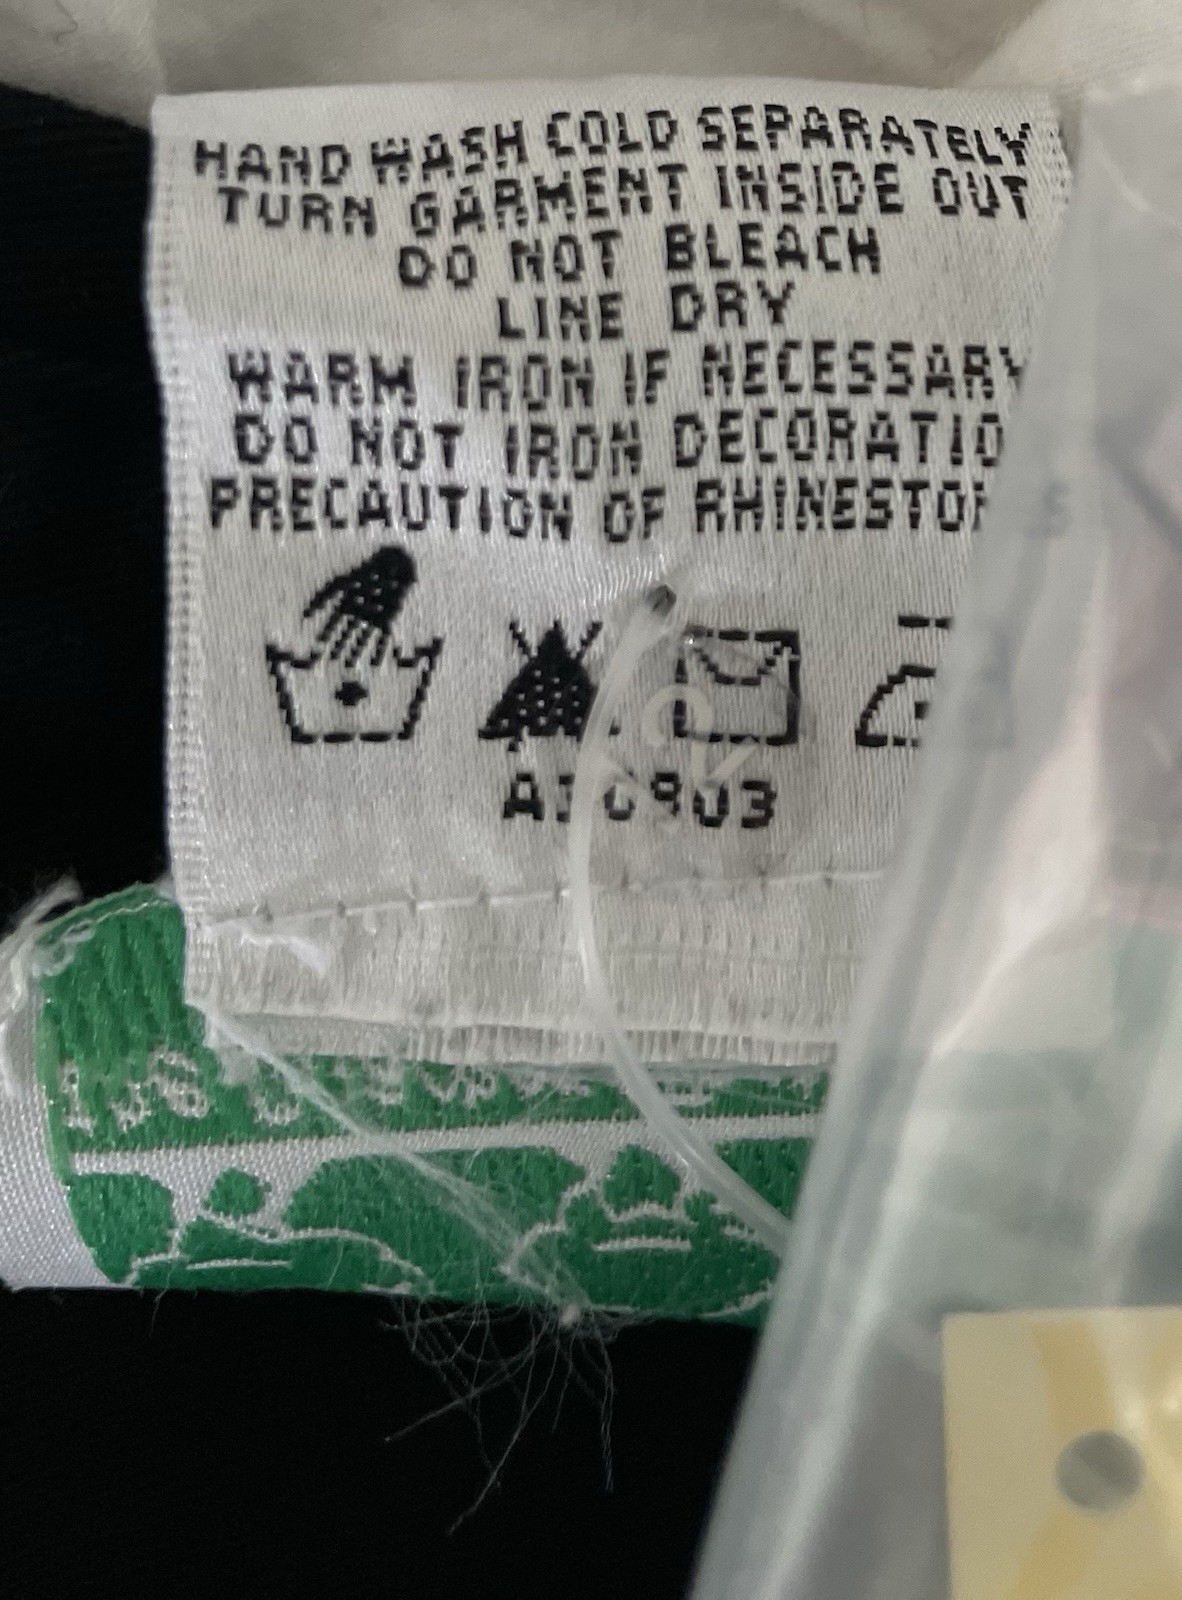 HAND WASH COLD SEPARATELY
TURN GARMENT INSIDE OUT
DO NOT BLEACH
LINE DRY
WARM IRON IF NECESSARY
DO NOT IRON DECORATIO
PRECAUTION OF RHINESTON